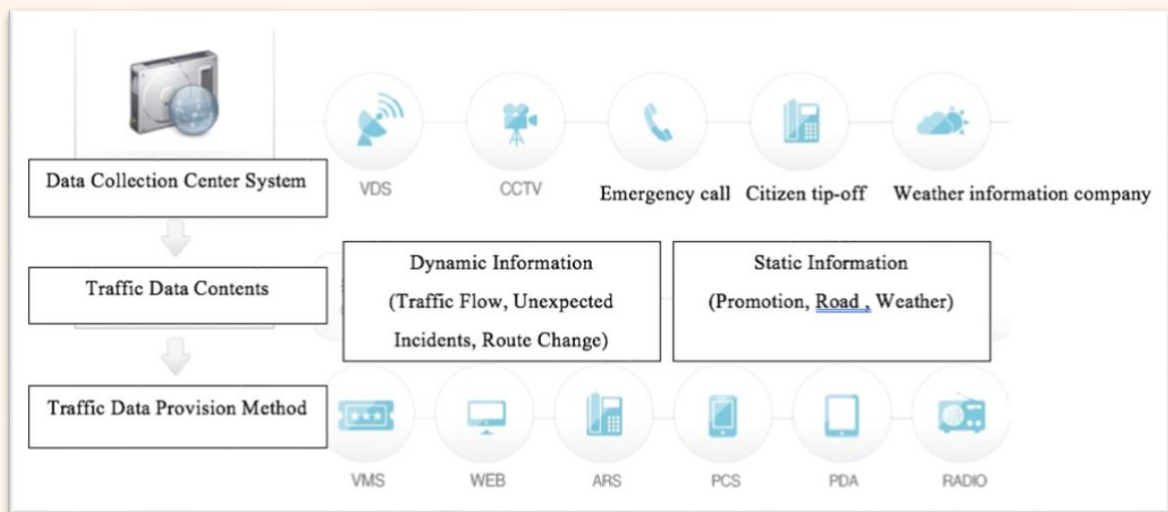 Data Collection Center System
VDS
CCTV
Emergency call
Citizen tip-off
Weather information company
Traffic Data Contents
Dynamic Information
(Traffic Flow, Unexpected
Incidents, Route Change)
Static Information
(Promotion, Road , Weather)
Traffic Data Provision Method
VMS
WEB
ARS
PCS
PDA
RADIO